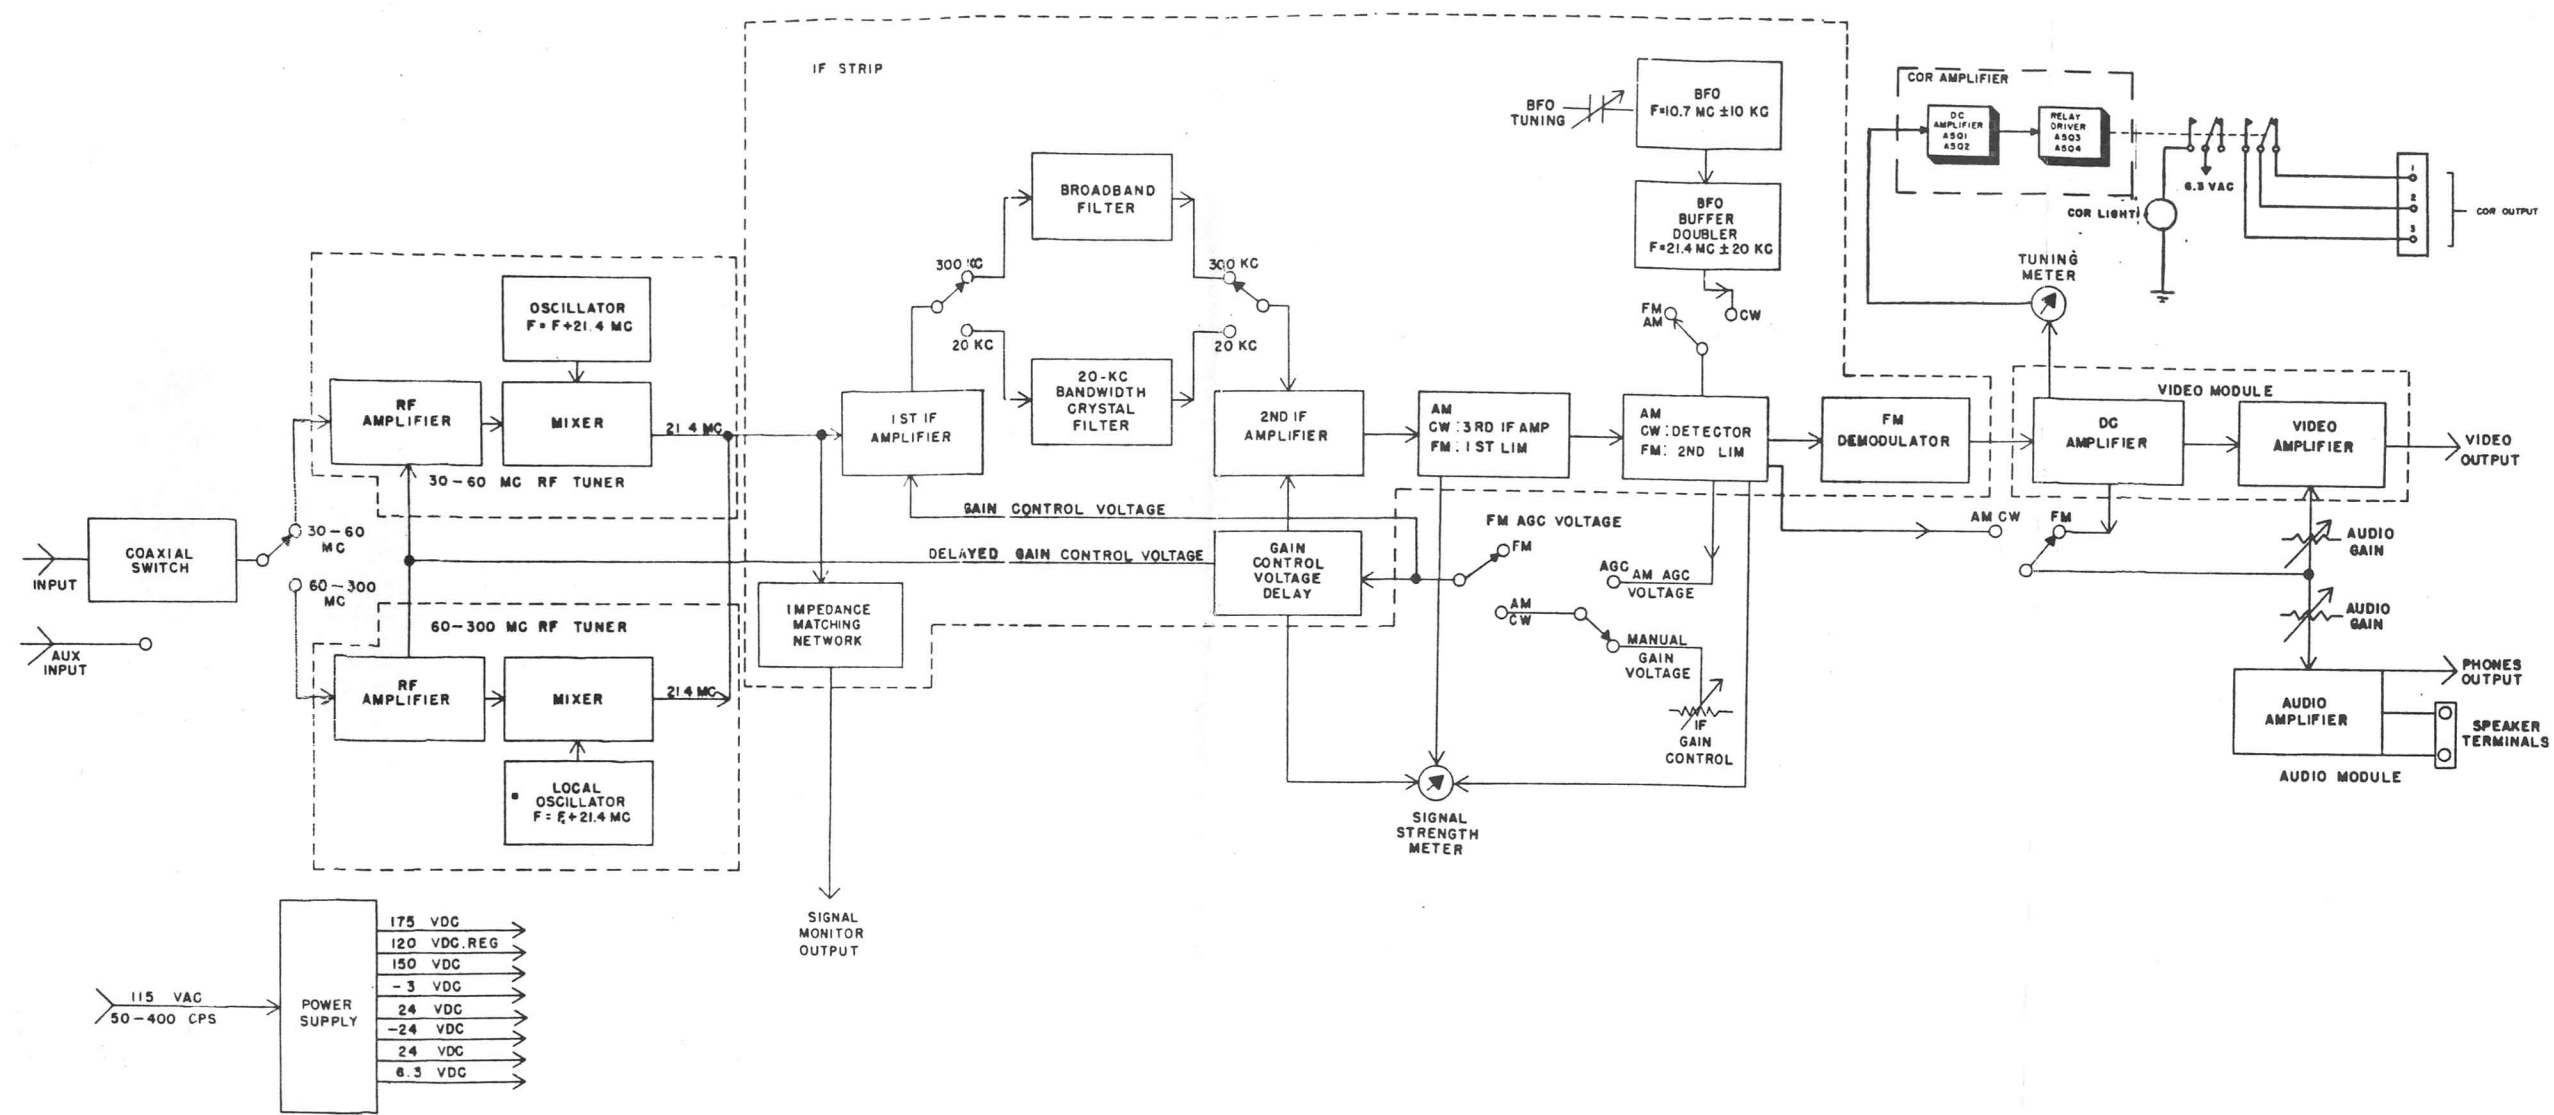 IF STRIP
BFO
TUNING
BFO
F=10.7 MC ±10 KC
BFO
BUFFER
DOUBLER
F=21.4 MC ± 20 KC
COR AMPLIFIER
DC
AMPLIFIER
A501
A502
RELAY
DRIVER
A503
A504
6.3 VAC
COR LIGHT
1
2
3
COR OUTPUT
TUNING
METER
BROADBAND
FILTER
300 KC
300 KC
20 KC
20 KC
20-KC
BANDWIDTH
CRYSTAL
FILTER
FM
AM
CW
OSCILLATOR
F= F+21.4 MC
RF
AMPLIFIER
MIXER
21.4 MC
30-60 MC RF TUNER
1ST IF
AMPLIFIER
2ND IF
AMPLIFIER
AM
CW : 3RD IF AMP
FM : 1ST LIM
AM
CW : DETECTOR
FM : 2ND LIM
FM
DEMODULATOR
VIDEO MODULE
DC
AMPLIFIER
VIDEO
AMPLIFIER
VIDEO
OUTPUT
INPUT
COAXIAL
SWITCH
30-60
MC
60-300
MC
AUX
INPUT
GAIN CONTROL VOLTAGE
DELAYED GAIN CONTROL VOLTAGE
GAIN
CONTROL
VOLTAGE
DELAY
FM AGC VOLTAGE
FM
AGC
AM AGC
VOLTAGE
AM
CW
MANUAL
GAIN
VOLTAGE
IF
GAIN
CONTROL
AM CW
FM
AUDIO
GAIN
AUDIO
GAIN
PHONES
OUTPUT
AUDIO
AMPLIFIER
SPEAKER
TERMINALS
AUDIO MODULE
IMPEDANCE
MATCHING
NETWORK
60-300 MC RF TUNER
RF
AMPLIFIER
MIXER
21.4 MC
LOCAL
OSCILLATOR
SIGNAL
STRENGTH
METER
SIGNAL
MONITOR
OUTPUT
115 VAC
50-400 CPS
POWER
SUPPLY
175 VDC
120 VDC.REG
150 VDC
-3 VDC
24 VDC
-24 VDC
24 VDC
6.3 VDC